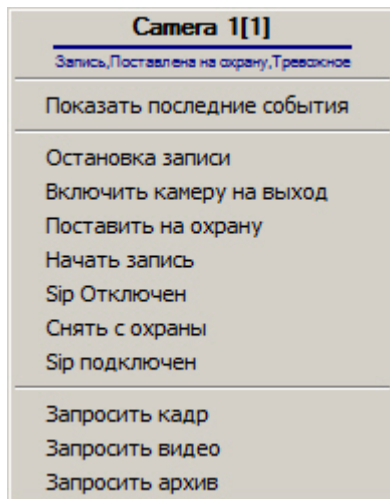 Camera 1[1]
Запись,Поставлена на охрану,Тревожное
Показать последние события
Остановка записи
Включить камеру на выход
Поставить на охрану
Начать запись
Sip Отключен
Снять с охраны
Sip подключен
Запросить кадр
Запросить видео
Запросить архив